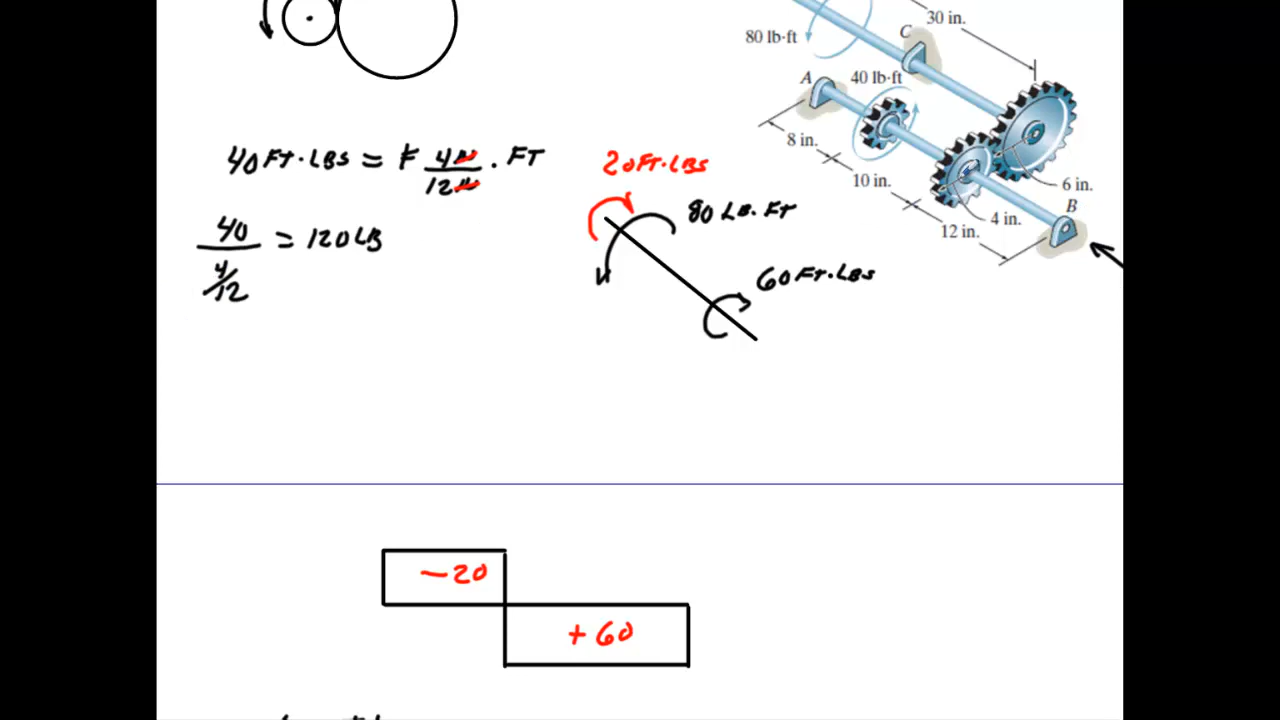 30 in.
C
80 lb·ft
A
40 lb·ft
8 in.
10 in.
6 in.
B
4 in.
12 in.
40 FT·LBS = F 4IN / 12IN · FT
40 / 4/12 = 120 LB
20 FT·LBS
80 LB·FT
60 FT·LBS
-20
+60